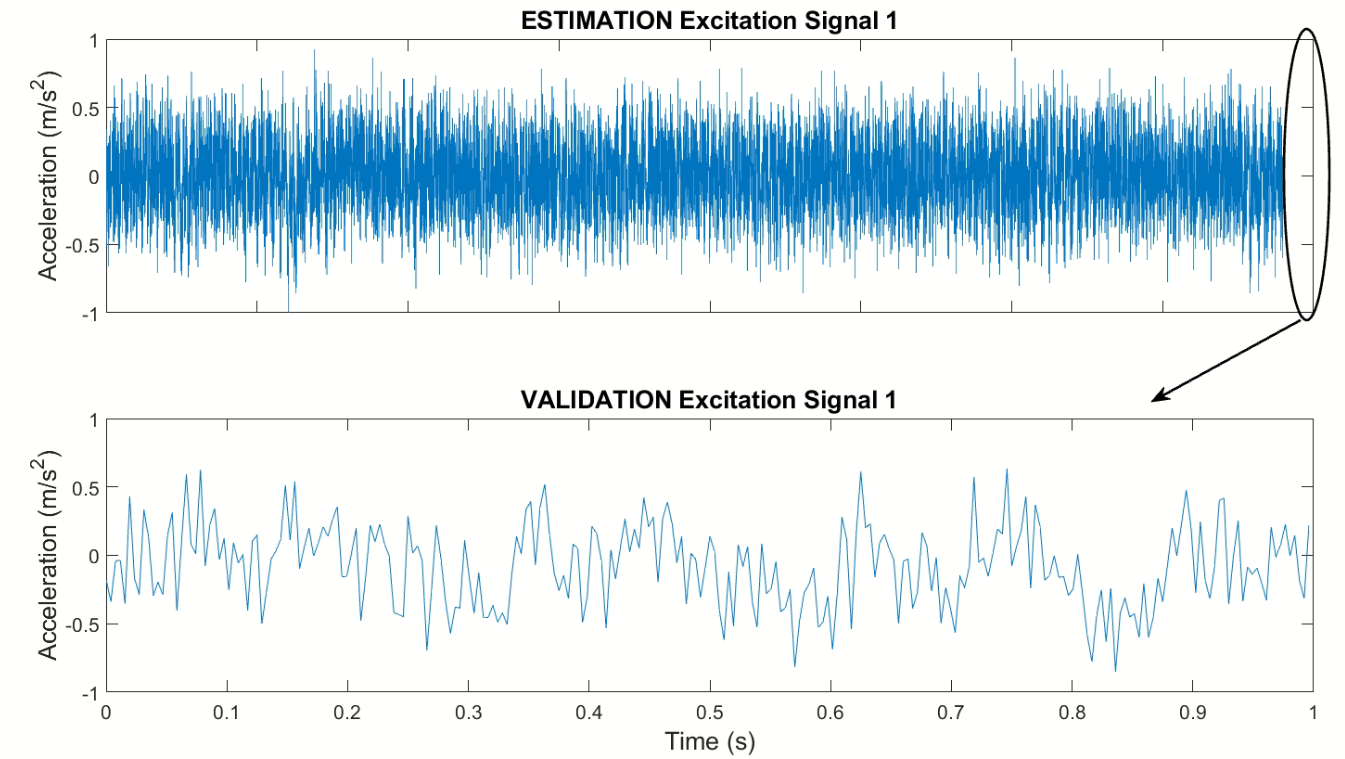 ESTIMATION Excitation Signal 1
1
0.5
0
-0.5
-1
Acceleration (m/s²)
VALIDATION Excitation Signal 1
1
0.5
0
-0.5
-1
Acceleration (m/s²)
0 0.1 0.2 0.3 0.4 0.5 0.6 0.7 0.8 0.9 1
Time (s)